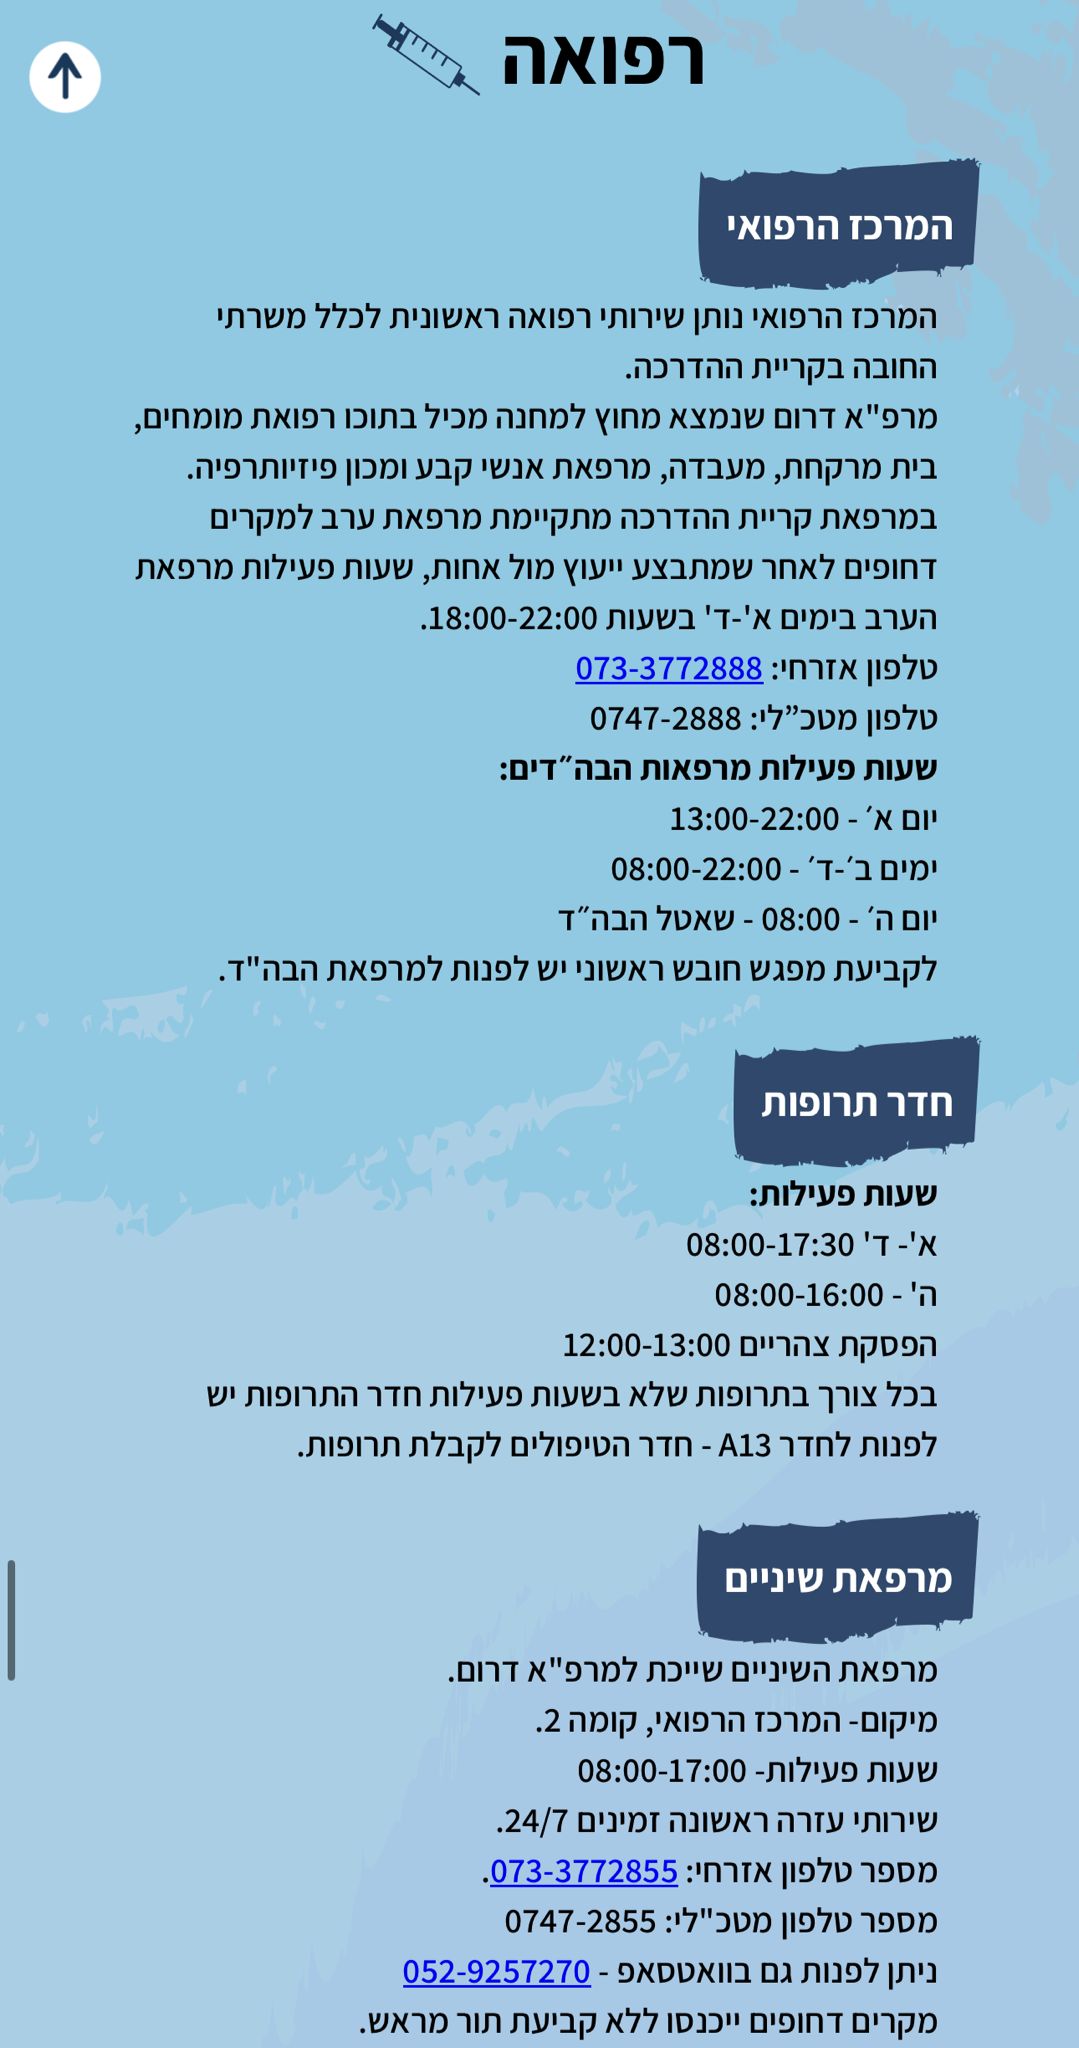 רפואה
המרכז הרפואי
המרכז הרפואי נותן שירותי רפואה ראשונית לכלל משרתי
החובה בקריית ההדרכה.
מרפ"א דרום שנמצא מחוץ למחנה מכיל בתוכו רפואת מומחים,
בית מרקחת, מעבדה, מרפאת אנשי קבע ומכון פיזיותרפיה.
במרפאת קריית ההדרכה מתקיימת מרפאת ערב למקרים
דחופים לאחר שמתבצע ייעוץ מול אחות, שעות פעילות מרפאת
הערב בימים א'-ד' בשעות 18:00-22:00.
טלפון אזרחי: 073-3772888
טלפון מטכ”לי: 0747-2888
שעות פעילות מרפאות הבה״דים:
יום א׳ - 13:00-22:00
ימים ב׳-ד׳ - 08:00-22:00
יום ה׳ - 08:00 - שאטל הבה״ד
לקביעת מפגש חובש ראשוני יש לפנות למרפאת הבה"ד.
חדר תרופות
שעות פעילות:
א'- ד' 08:00-17:30
ה' - 08:00-16:00
הפסקת צהריים 12:00-13:00
בכל צורך בתרופות שלא בשעות פעילות חדר התרופות יש
לפנות לחדר A13 - חדר הטיפולים לקבלת תרופות.
מרפאת שיניים
מרפאת השיניים שייכת למרפ"א דרום.
מיקום- המרכז הרפואי, קומה 2.
שעות פעילות- 08:00-17:00
שירותי עזרה ראשונה זמינים 24/7.
מספר טלפון אזרחי: 073-3772855.
מספר טלפון מטכ"לי: 0747-2855
ניתן לפנות גם בוואטסאפ - 052-9257270
מקרים דחופים ייכנסו ללא קביעת תור מראש.